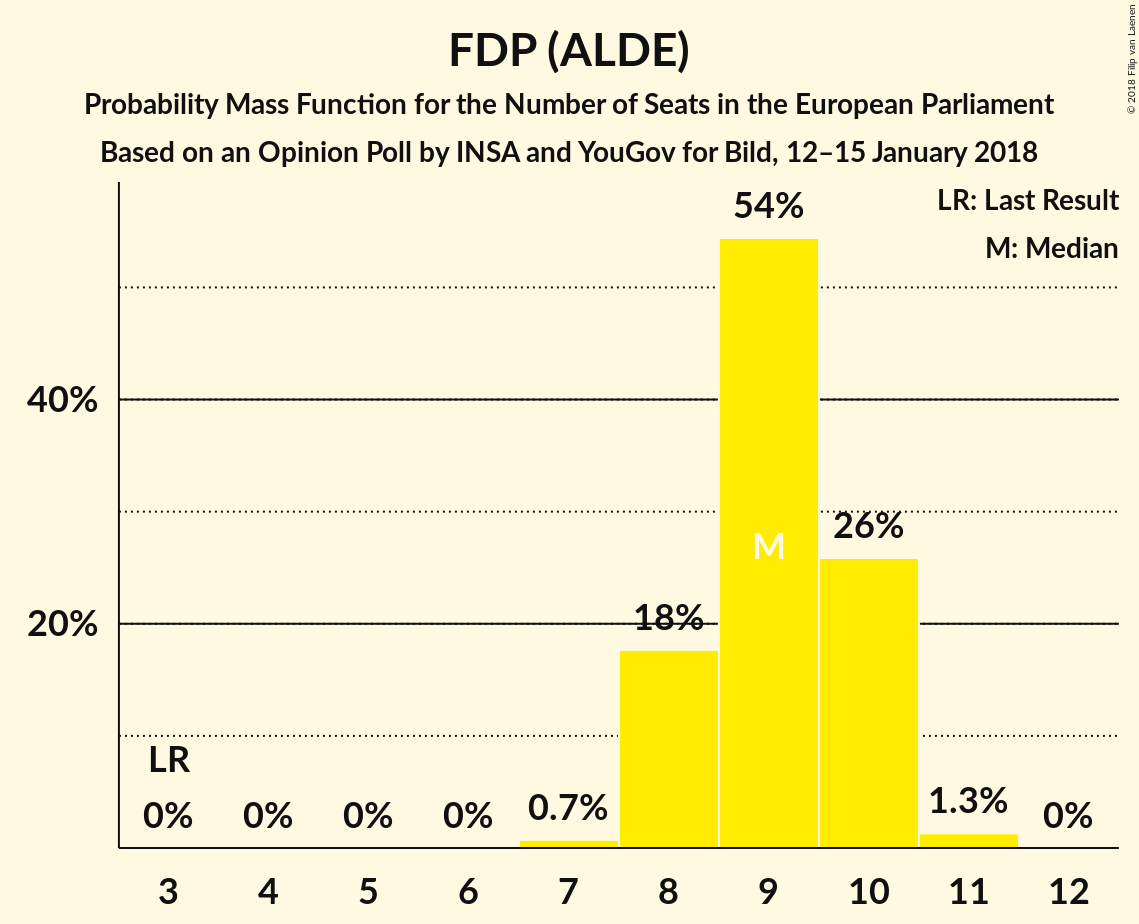 FDP (ALDE)
Probability Mass Function for the Number of Seats in the European Parliament
Based on an Opinion Poll by INSA and YouGov for Bild, 12–15 January 2018
© 2018 Filip van Laenen
LR: Last Result
M: Median
54%
40%
26%
M
20%
18%
LR
0%
0%
0%
0%
0.7%
1.3%
0%
3
4
5
6
7
8
9
10
11
12